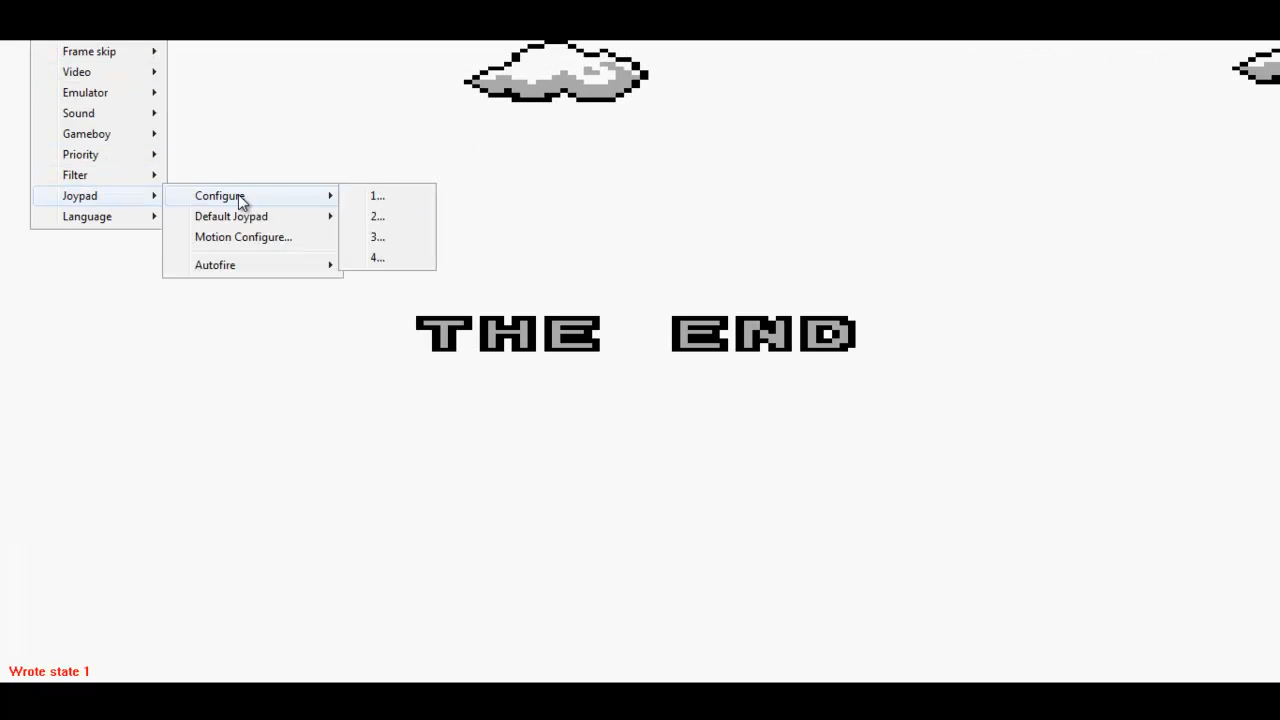 Frame skip
Video
Emulator
Sound
Gameboy
Priority
Filter
Joypad
Language
Configure
Default Joypad
Motion Configure...
Autofire
1...
2...
3...
4...
THE END
Wrote state 1